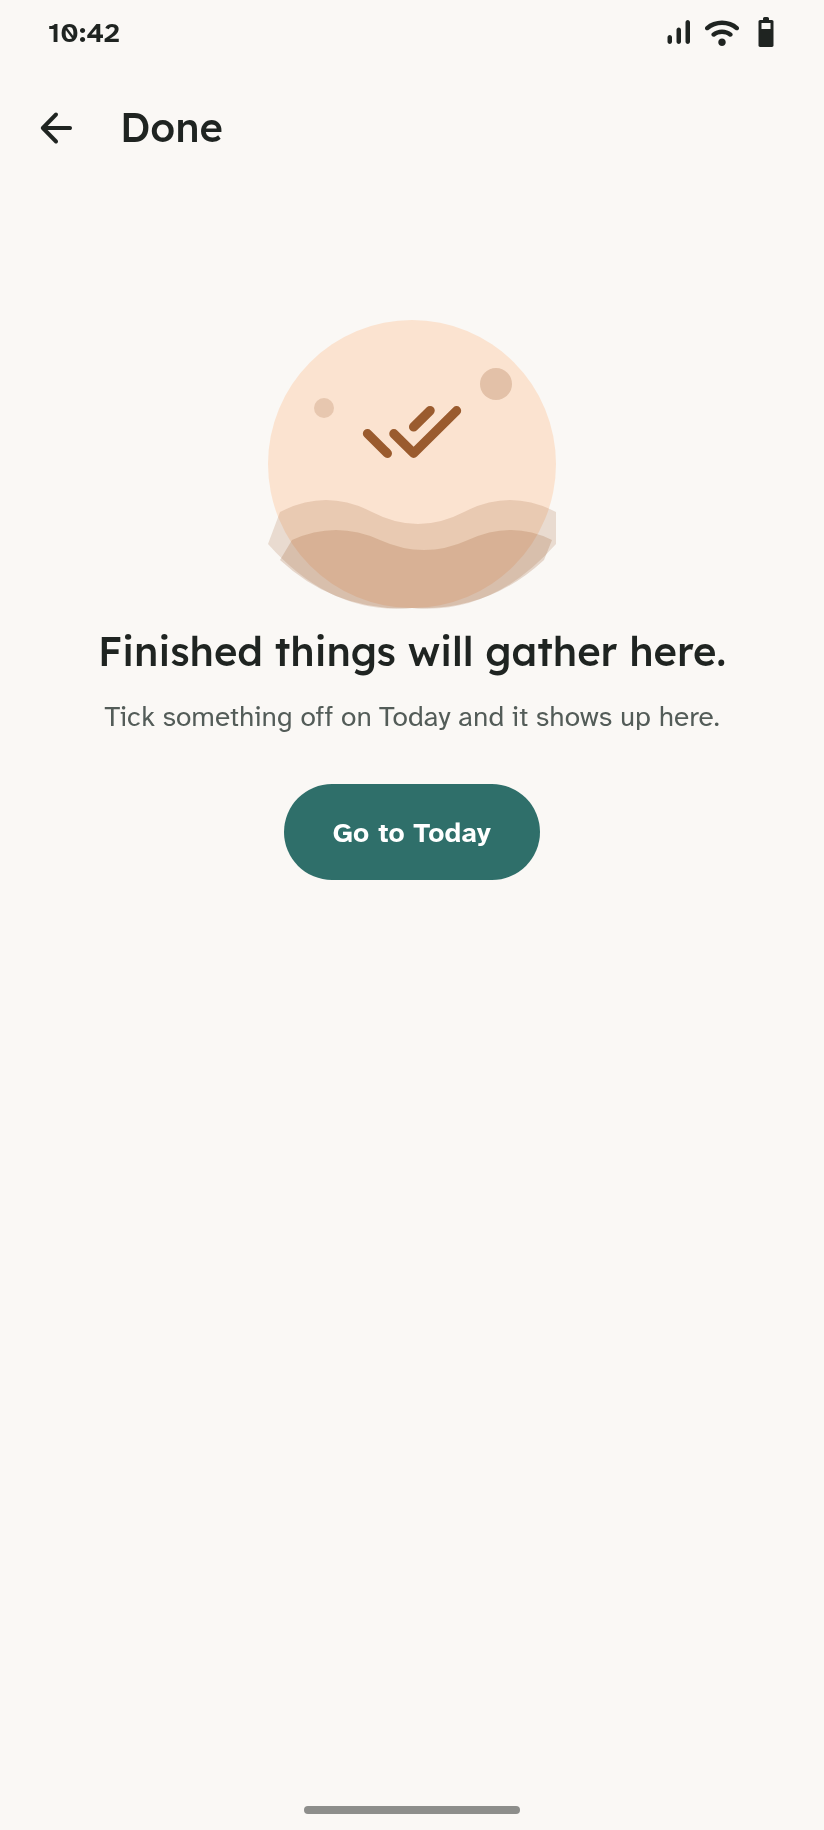 10:42
Done
Finished things will gather here.
Tick something off on Today and it shows up here.
Go to Today